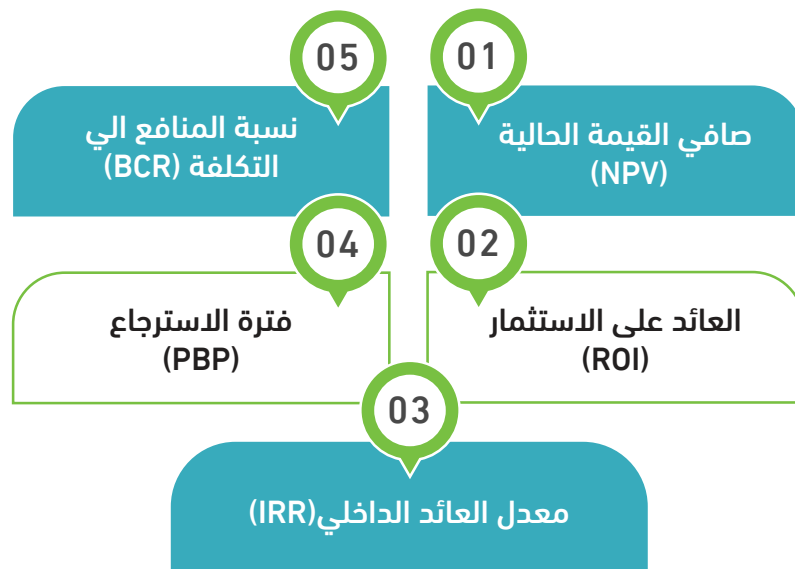 01
صافي القيمة الحالية
(NPV)
02
العائد على الاستثمار
(ROI)
03
معدل العائد الداخلي(IRR)
04
فترة الاسترجاع
(PBP)
05
نسبة المنافع الي
التكلفة (BCR)